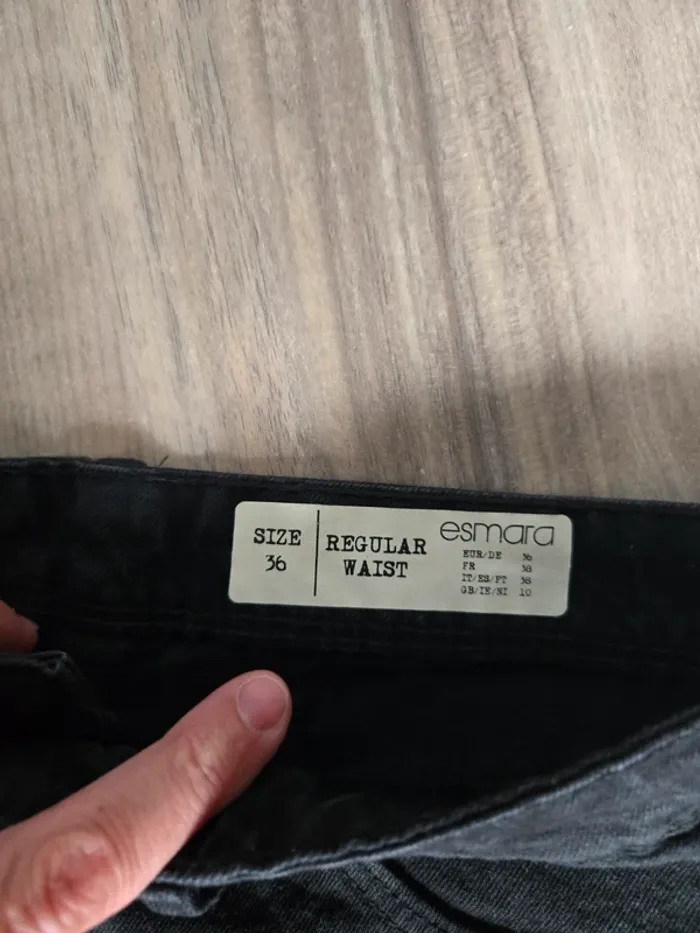 SIZE
36
REGULAR
WAIST
esmara
EUR/DE 36
FR 38
IT/ES/PT 38
GB/IE/NI 10